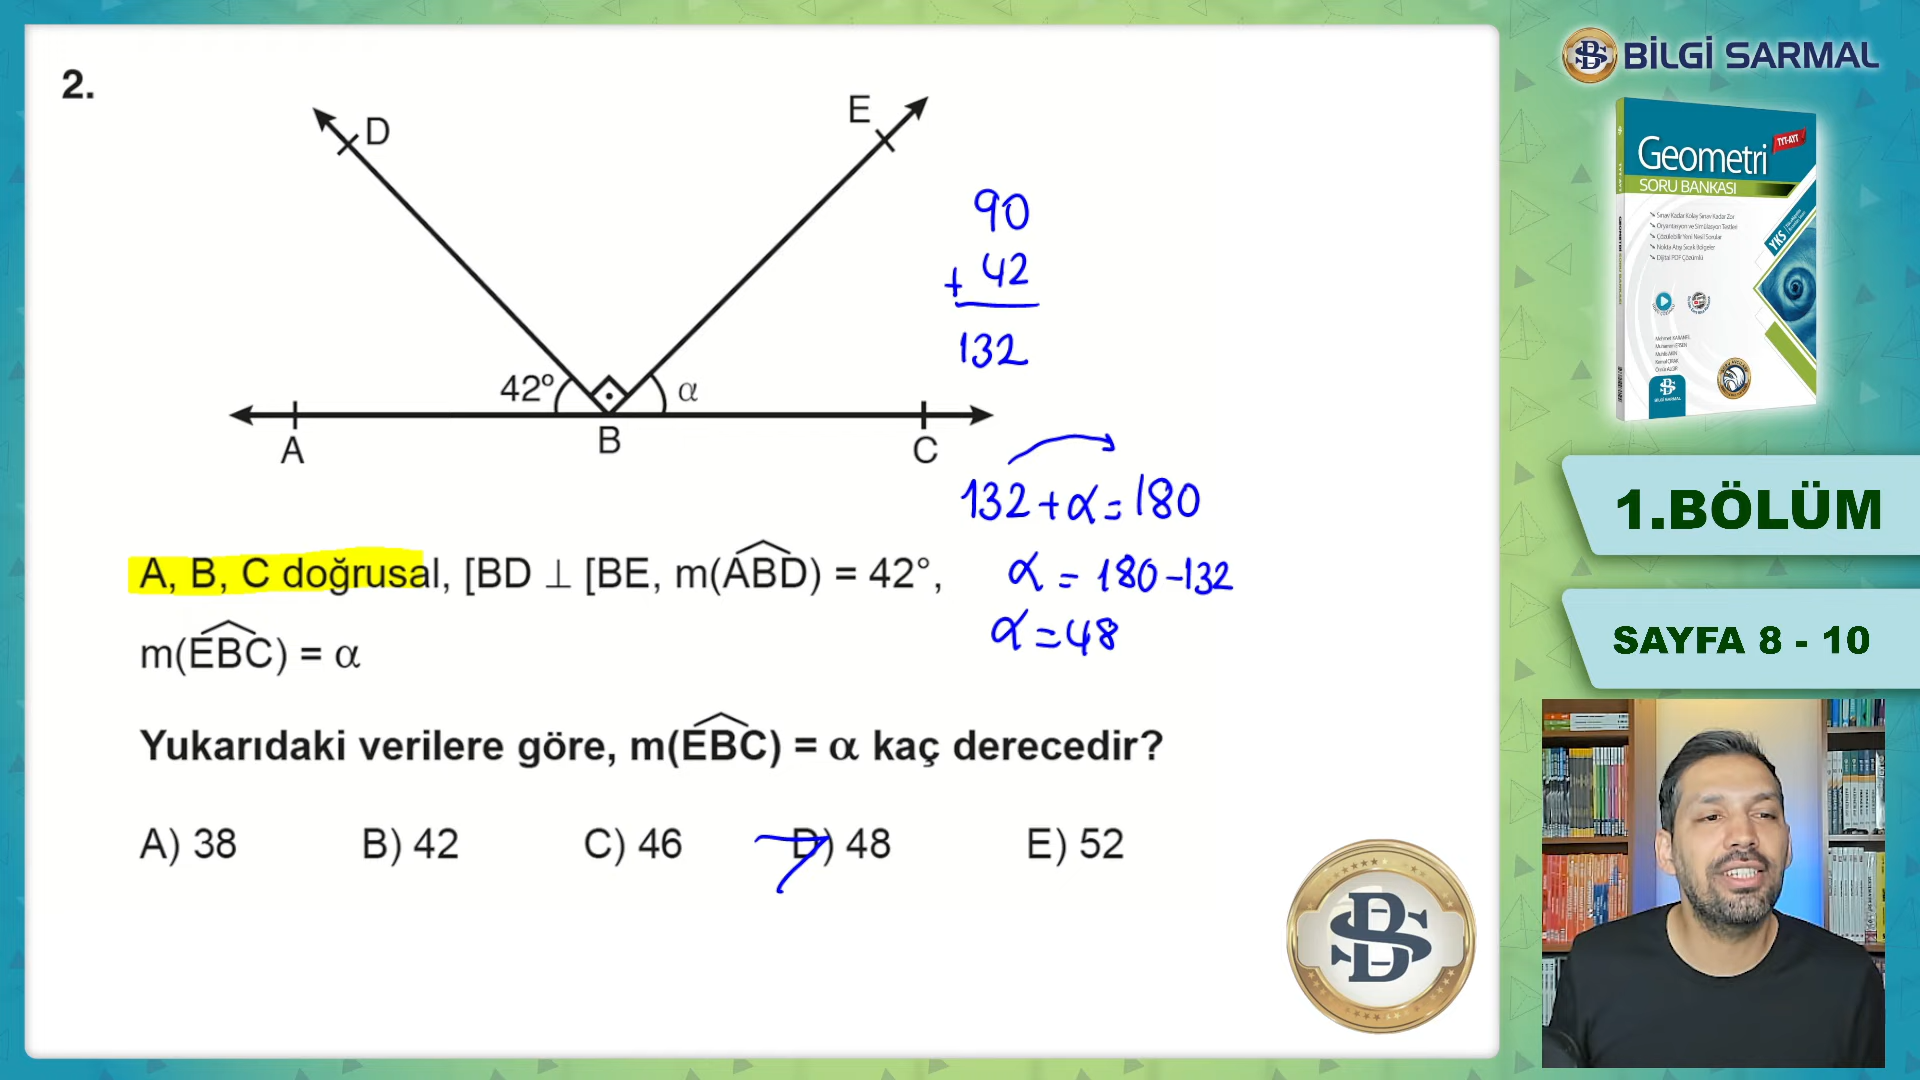 2.
D
E
42°
α
A
B
C
90
+ 42
132
132 + α = 180
α = 180 - 132
α = 48
A, B, C doğrusal, [BD ⊥ [BE, m(ABD) = 42°,
m(EBC) = α
Yukarıdaki verilere göre, m(EBC) = α kaç derecedir?
A) 38
B) 42
C) 46
D) 48
E) 52
BİLGİ SARMAL
Geometri
TYT-AYT
SORU BANKASI
YKS
1.BÖLÜM
SAYFA 8 - 10